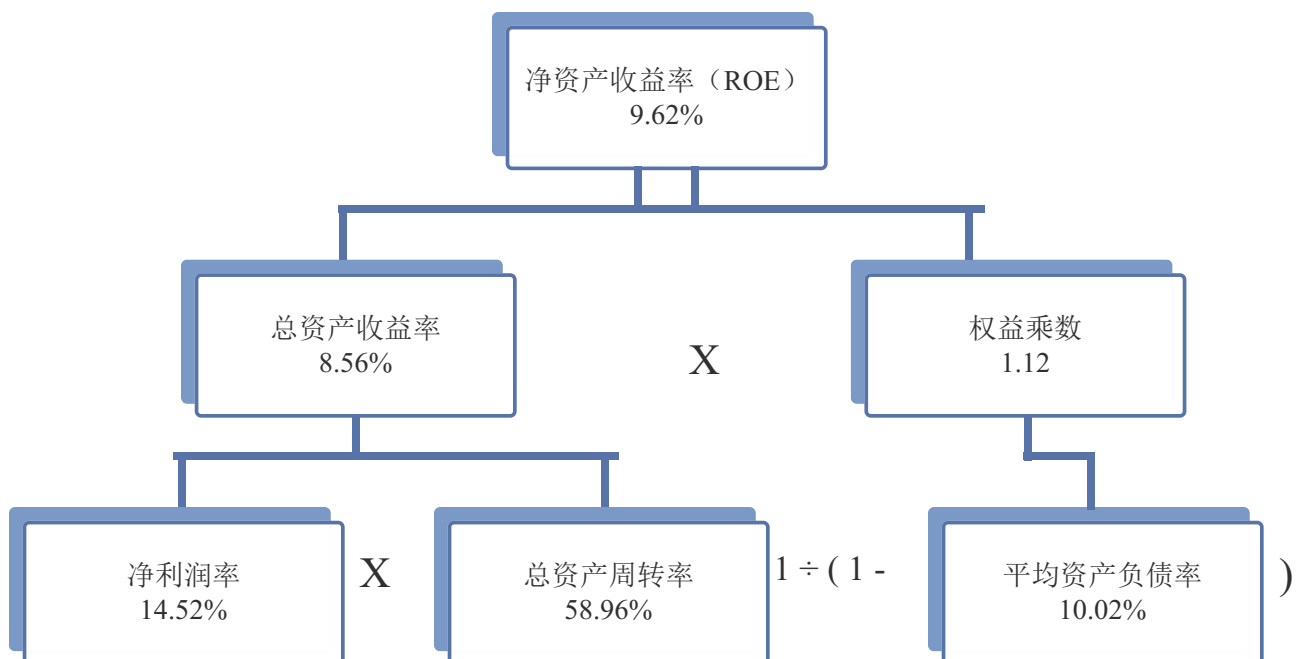 净资产收益率（ROE）
9.62%
总资产收益率
8.56%
X
权益乘数
1.12
净利润率
14.52%
X
总资产周转率
58.96%
1 ÷ ( 1 -
平均资产负债率
10.02%
)